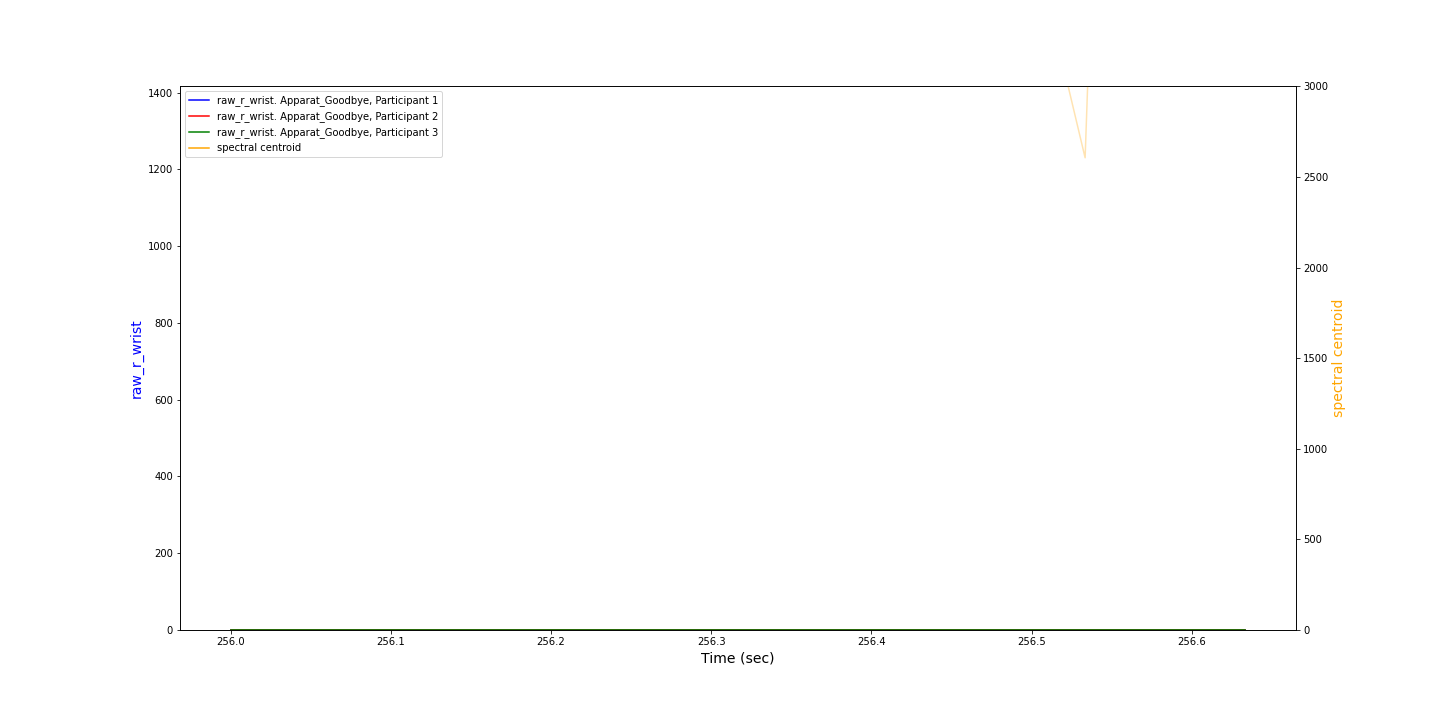 raw_r_wrist. Apparat_Goodbye, Participant 1
raw_r_wrist. Apparat_Goodbye, Participant 2
raw_r_wrist. Apparat_Goodbye, Participant 3
spectral centroid
1400
1200
1000
800
600
400
200
0
raw_r_wrist
3000
2500
2000
1500
1000
500
0
spectral centroid
256.0 256.1 256.2 256.3 256.4 256.5 256.6
Time (sec)